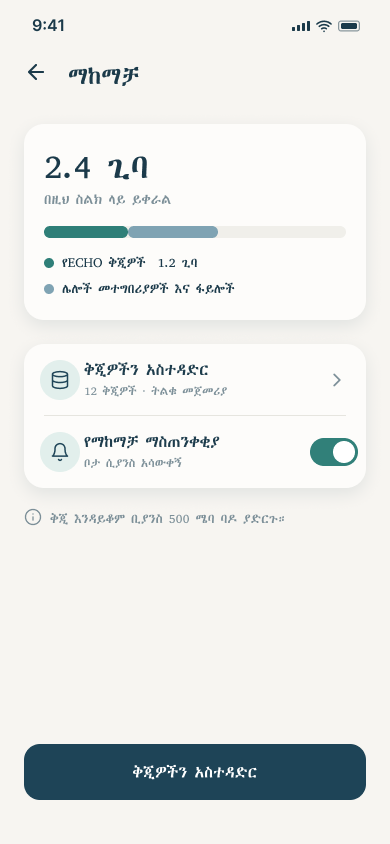 9:41
ማከማቻ
2.4 ጊባ
በዚህ ስልክ ላይ ይቀራል
የECHO ቅጂዎች 1.2 ጊባ
ሌሎች መተግበሪያዎች እና ፋይሎች
ቅጂዎችን አስተዳድር
12 ቅጂዎች · ትልቁ መጀመሪያ
የማከማቻ ማስጠንቀቂያ
ቦታ ሲያንስ አሳውቀኝ
ቅጂ እንዳይቆም ቢያንስ 500 ሜባ ባዶ ያድርጉ።
ቅጂዎችን አስተዳድር